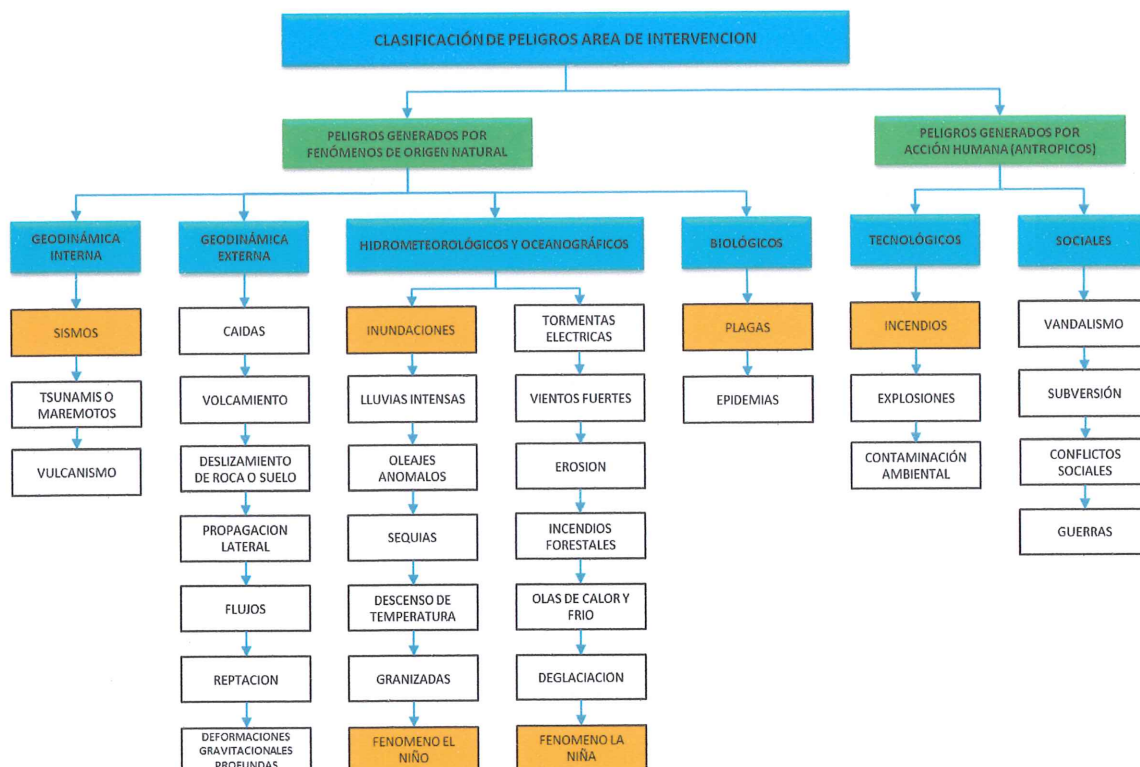 CLASIFICACIÓN DE PELIGROS AREA DE INTERVENCION
PELIGROS GENERADOS POR
FENÓMENOS DE ORIGEN NATURAL
PELIGROS GENERADOS POR
ACCIÓN HUMANA (ANTROPICOS)
GEODINÁMICA
INTERNA
GEODINÁMICA
EXTERNA
HIDROMETEOROLÓGICOS Y OCEANOGRÁFICOS
BIOLÓGICOS
TECNOLÓGICOS
SOCIALES
SISMOS
TSUNAMIS O
MAREMOTOS
VULCANISMO
CAIDAS
VOLCAMIENTO
DESLIZAMIENTO
DE ROCA O SUELO
PROPAGACION
LATERAL
FLUJOS
REPTACION
DEFORMACIONES
GRAVITACIONALES
PROFUNDAS
INUNDACIONES
LLUVIAS INTENSAS
OLEAJES
ANOMALOS
SEQUIAS
DESCENSO DE
TEMPERATURA
GRANIZADAS
FENOMENO EL
NIÑO
TORMENTAS
ELECTRICAS
VIENTOS FUERTES
EROSION
INCENDIOS
FORESTALES
OLAS DE CALOR Y
FRIO
DEGLACIACION
FENOMENO LA
NIÑA
PLAGAS
EPIDEMIAS
INCENDIOS
EXPLOSIONES
CONTAMINACIÓN
AMBIENTAL
VANDALISMO
SUBVERSIÓN
CONFLICTOS
SOCIALES
GUERRAS